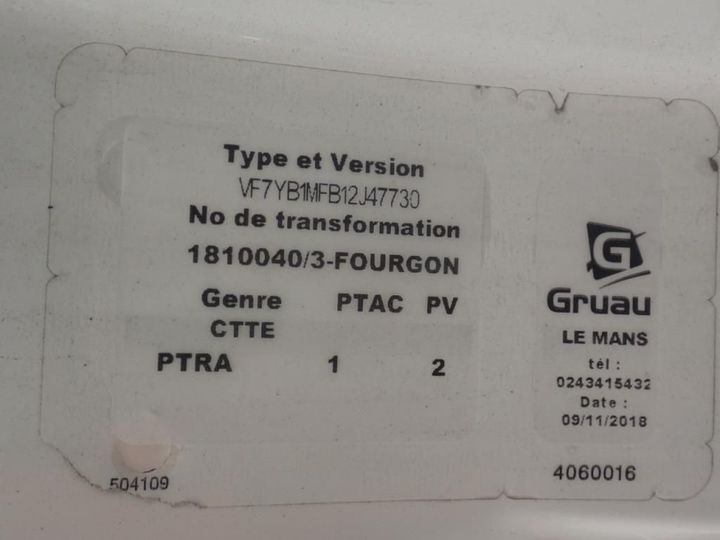 Type et Version
VF7YB1MFB12J47730
No de transformation
1810040/3-FOURGON
Genre PTAC PV
CTTE
PTRA 1 2
G
Gruau
LE MANS
tél :
0243415432
Date :
09/11/2018
504109
4060016